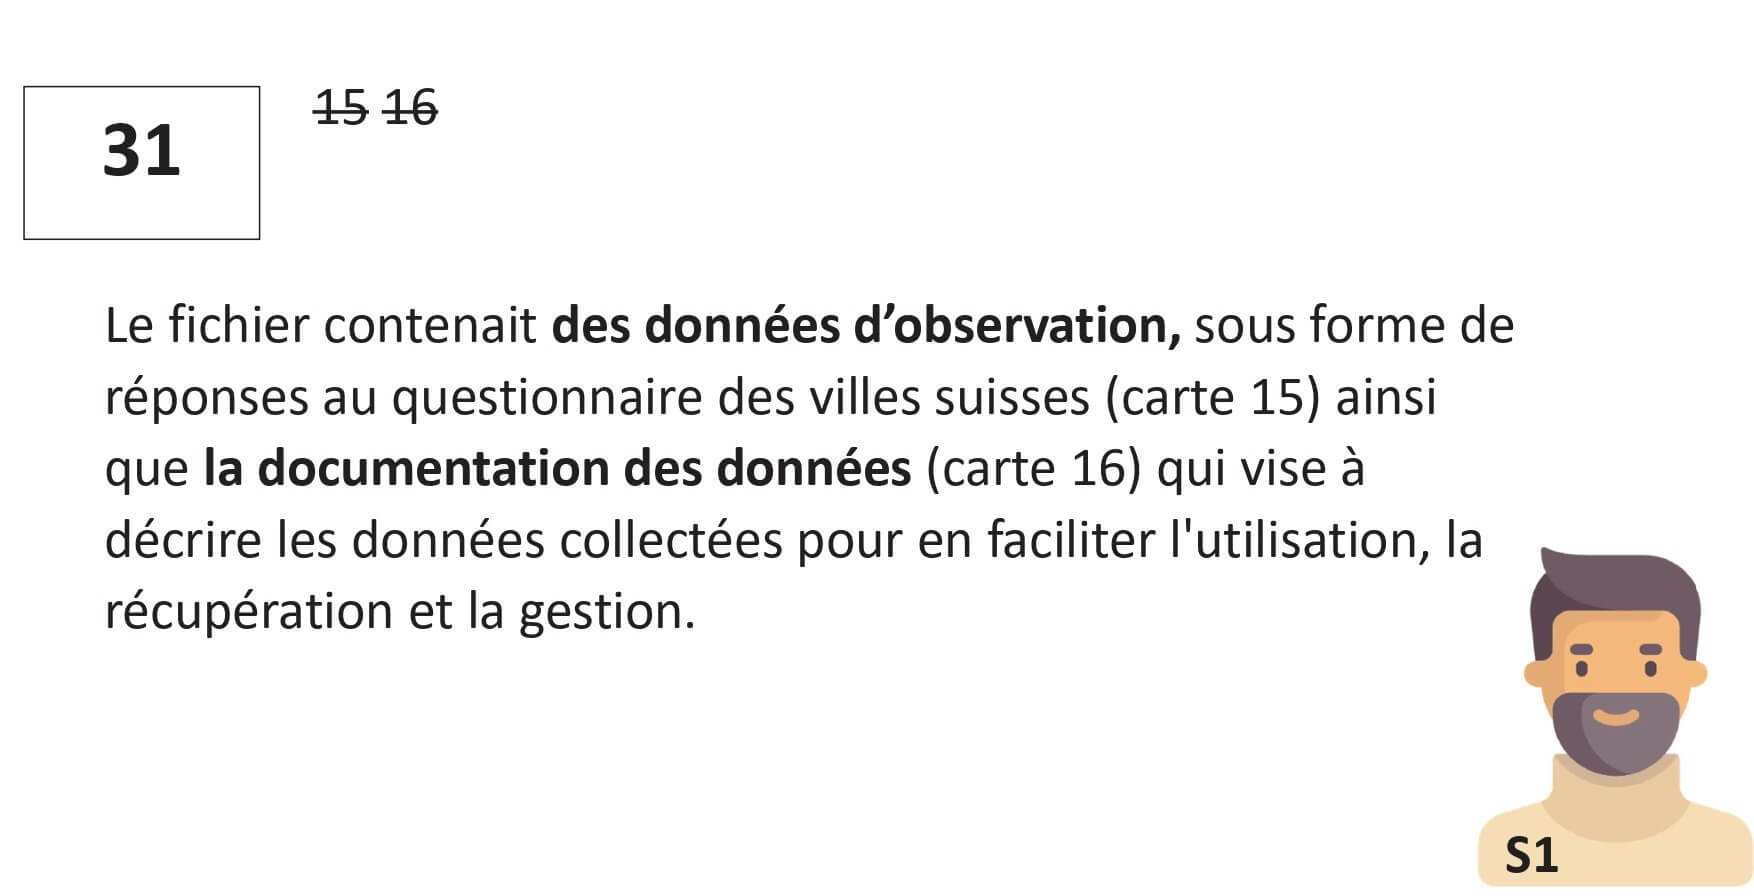 31
15 16
Le fichier contenait des données d’observation, sous forme de
réponses au questionnaire des villes suisses (carte 15) ainsi
que la documentation des données (carte 16) qui vise à
décrire les données collectées pour en faciliter l'utilisation, la
récupération et la gestion.
S1